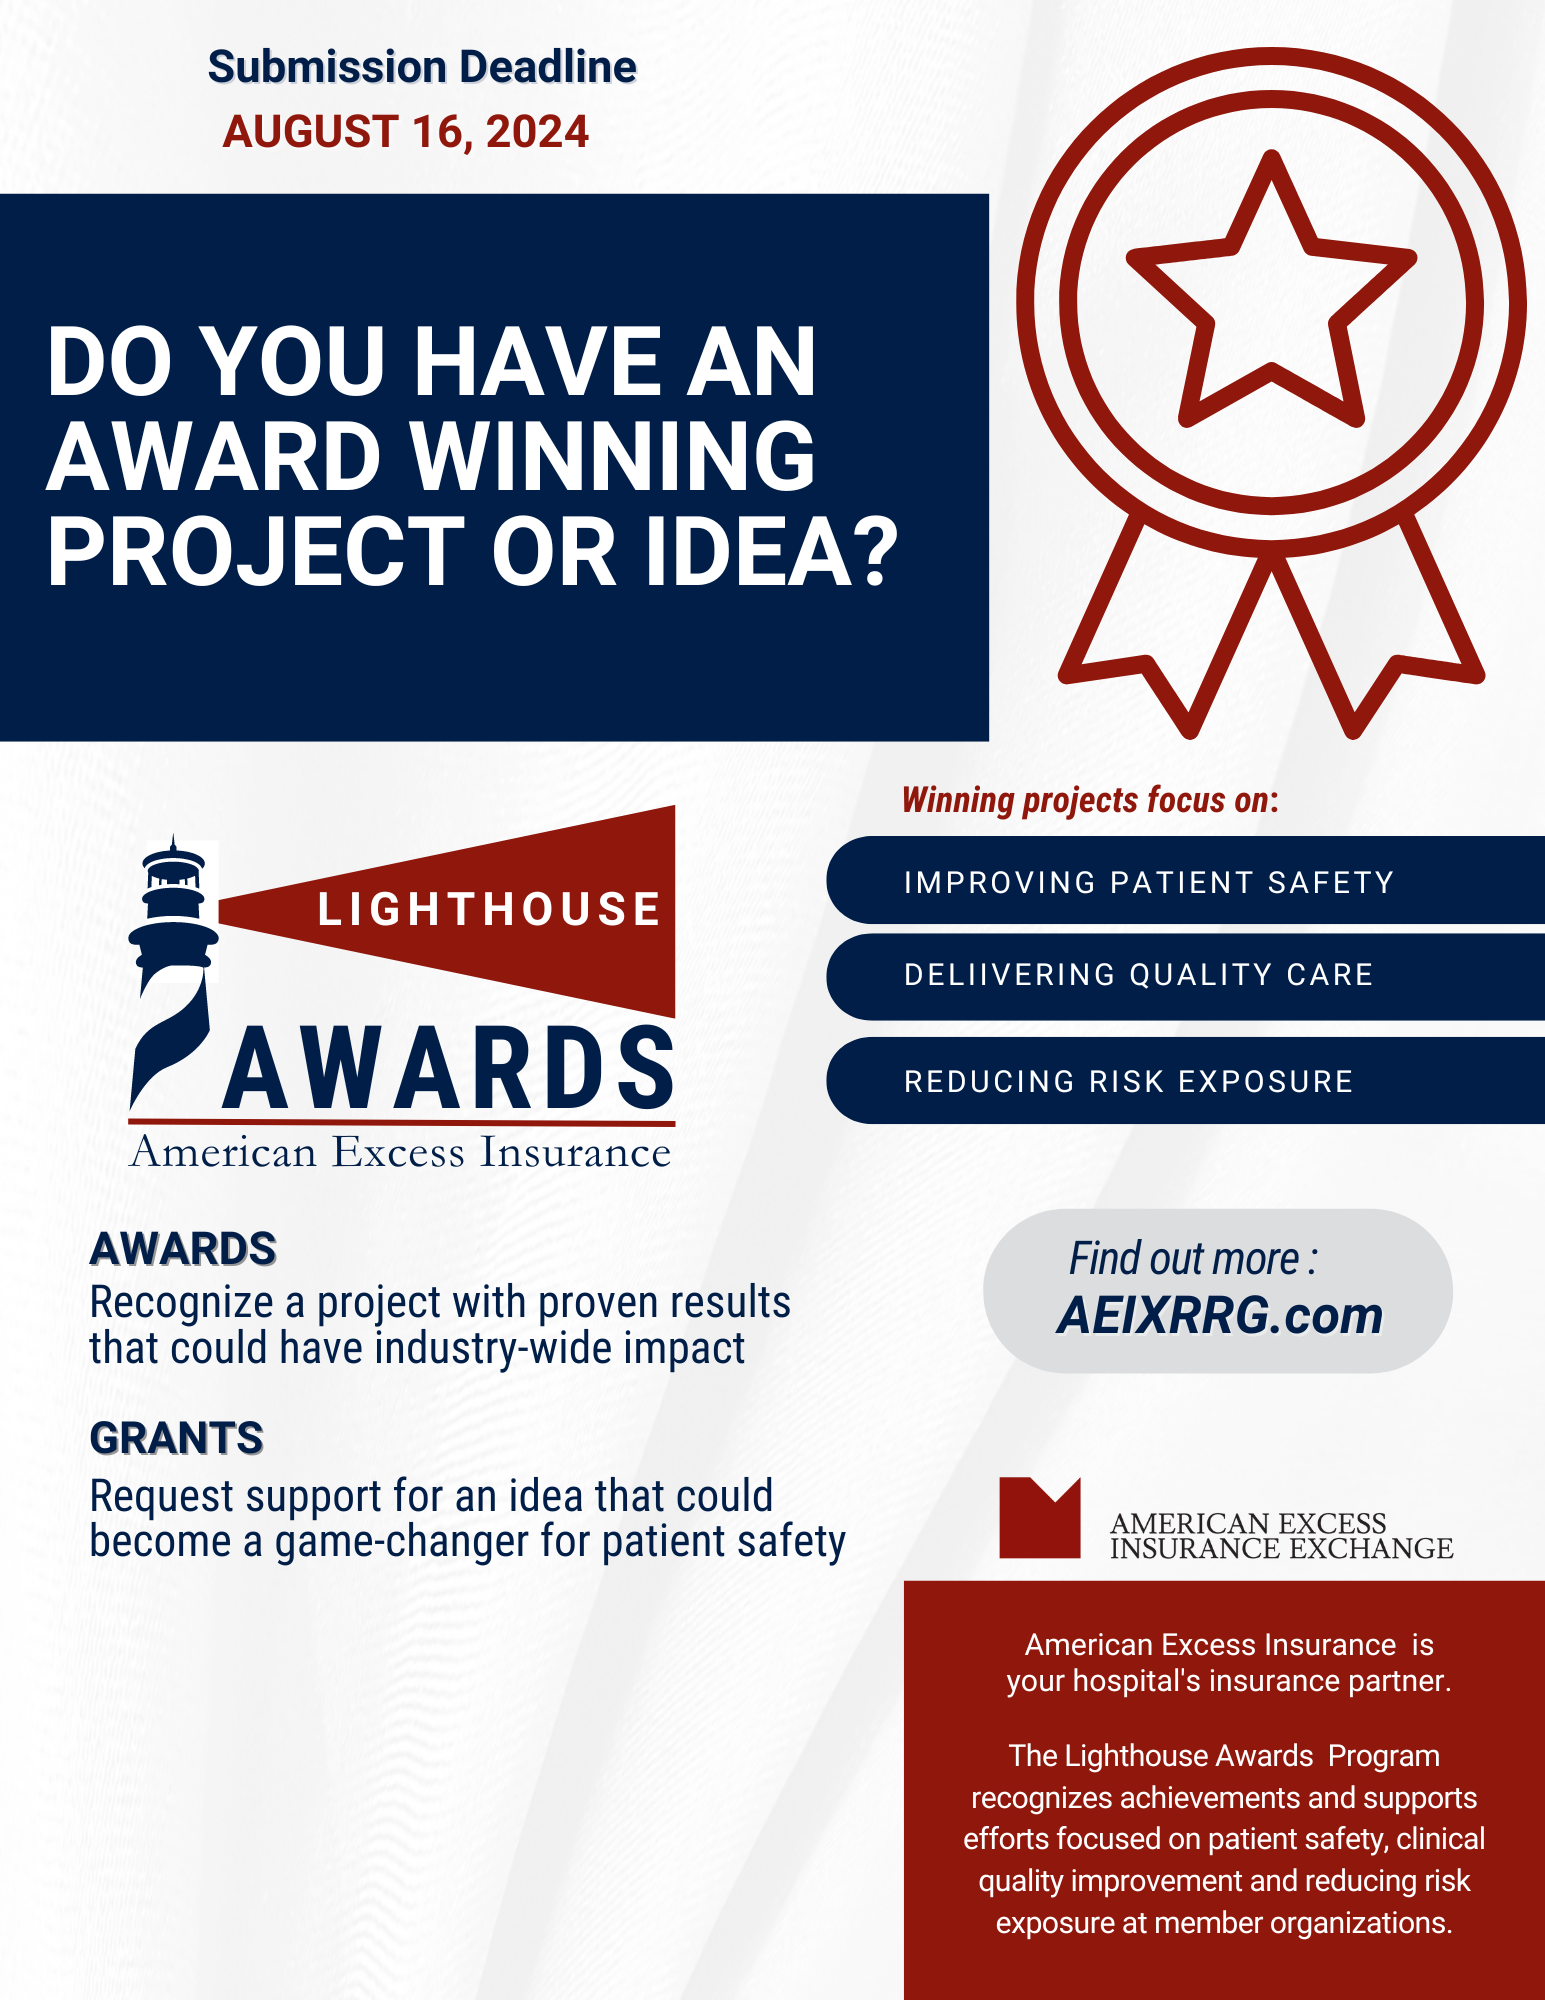 Submission Deadline
AUGUST 16, 2024
DO YOU HAVE AN
AWARD WINNING
PROJECT OR IDEA?
LIGHTHOUSE
AWARDS
American Excess Insurance
Winning projects focus on:
IMPROVING PATIENT SAFETY
DELIIVERING QUALITY CARE
REDUCING RISK EXPOSURE
AWARDS
Recognize a project with proven results
that could have industry-wide impact
GRANTS
Request support for an idea that could
become a game-changer for patient safety
Find out more :
AEIXRRG.com
AMERICAN EXCESS
INSURANCE EXCHANGE
American Excess Insurance is
your hospital's insurance partner.
The Lighthouse Awards Program
recognizes achievements and supports
efforts focused on patient safety, clinical
quality improvement and reducing risk
exposure at member organizations.